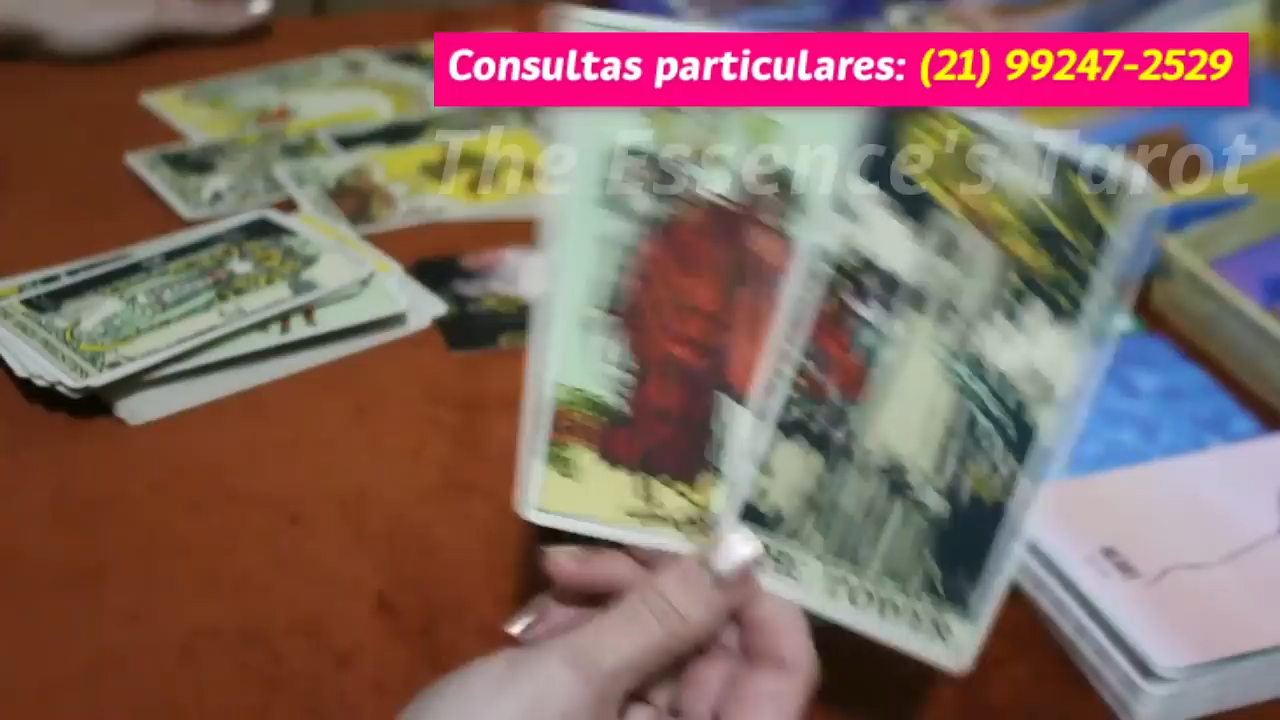 Consultas particulares: (21) 99247-2529
The Essence's Tarot